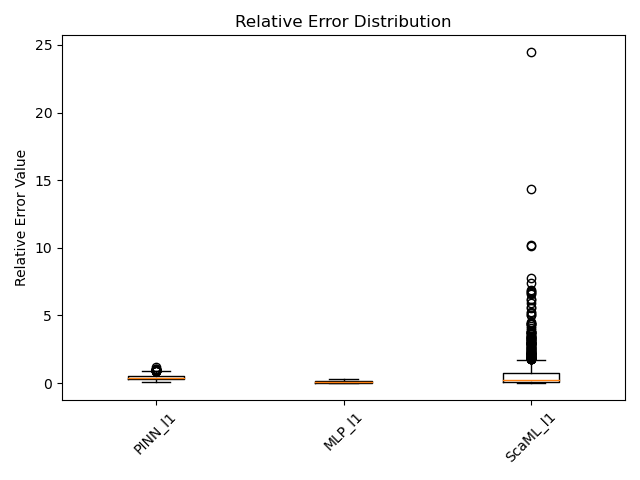 Relative Error Distribution
25
20
15
10
5
0
Relative Error Value
PINN_l1
MLP_l1
ScaML_l1